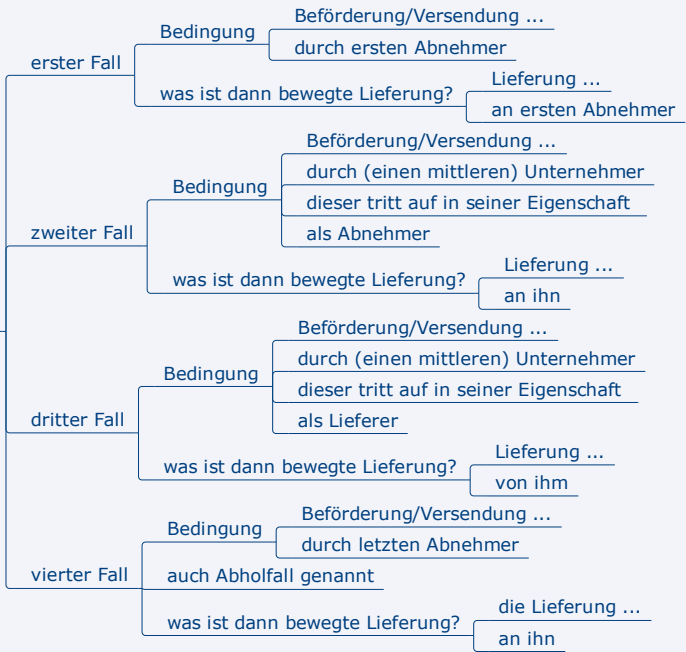 erster Fall
Bedingung
Beförderung/Versendung ...
durch ersten Abnehmer
was ist dann bewegte Lieferung?
Lieferung ...
an ersten Abnehmer
zweiter Fall
Bedingung
Beförderung/Versendung ...
durch (einen mittleren) Unternehmer
dieser tritt auf in seiner Eigenschaft
als Abnehmer
was ist dann bewegte Lieferung?
Lieferung ...
an ihn
dritter Fall
Bedingung
Beförderung/Versendung ...
durch (einen mittleren) Unternehmer
dieser tritt auf in seiner Eigenschaft
als Lieferer
was ist dann bewegte Lieferung?
Lieferung ...
von ihm
vierter Fall
Bedingung
Beförderung/Versendung ...
durch letzten Abnehmer
auch Abholfall genannt
was ist dann bewegte Lieferung?
die Lieferung ...
an ihn